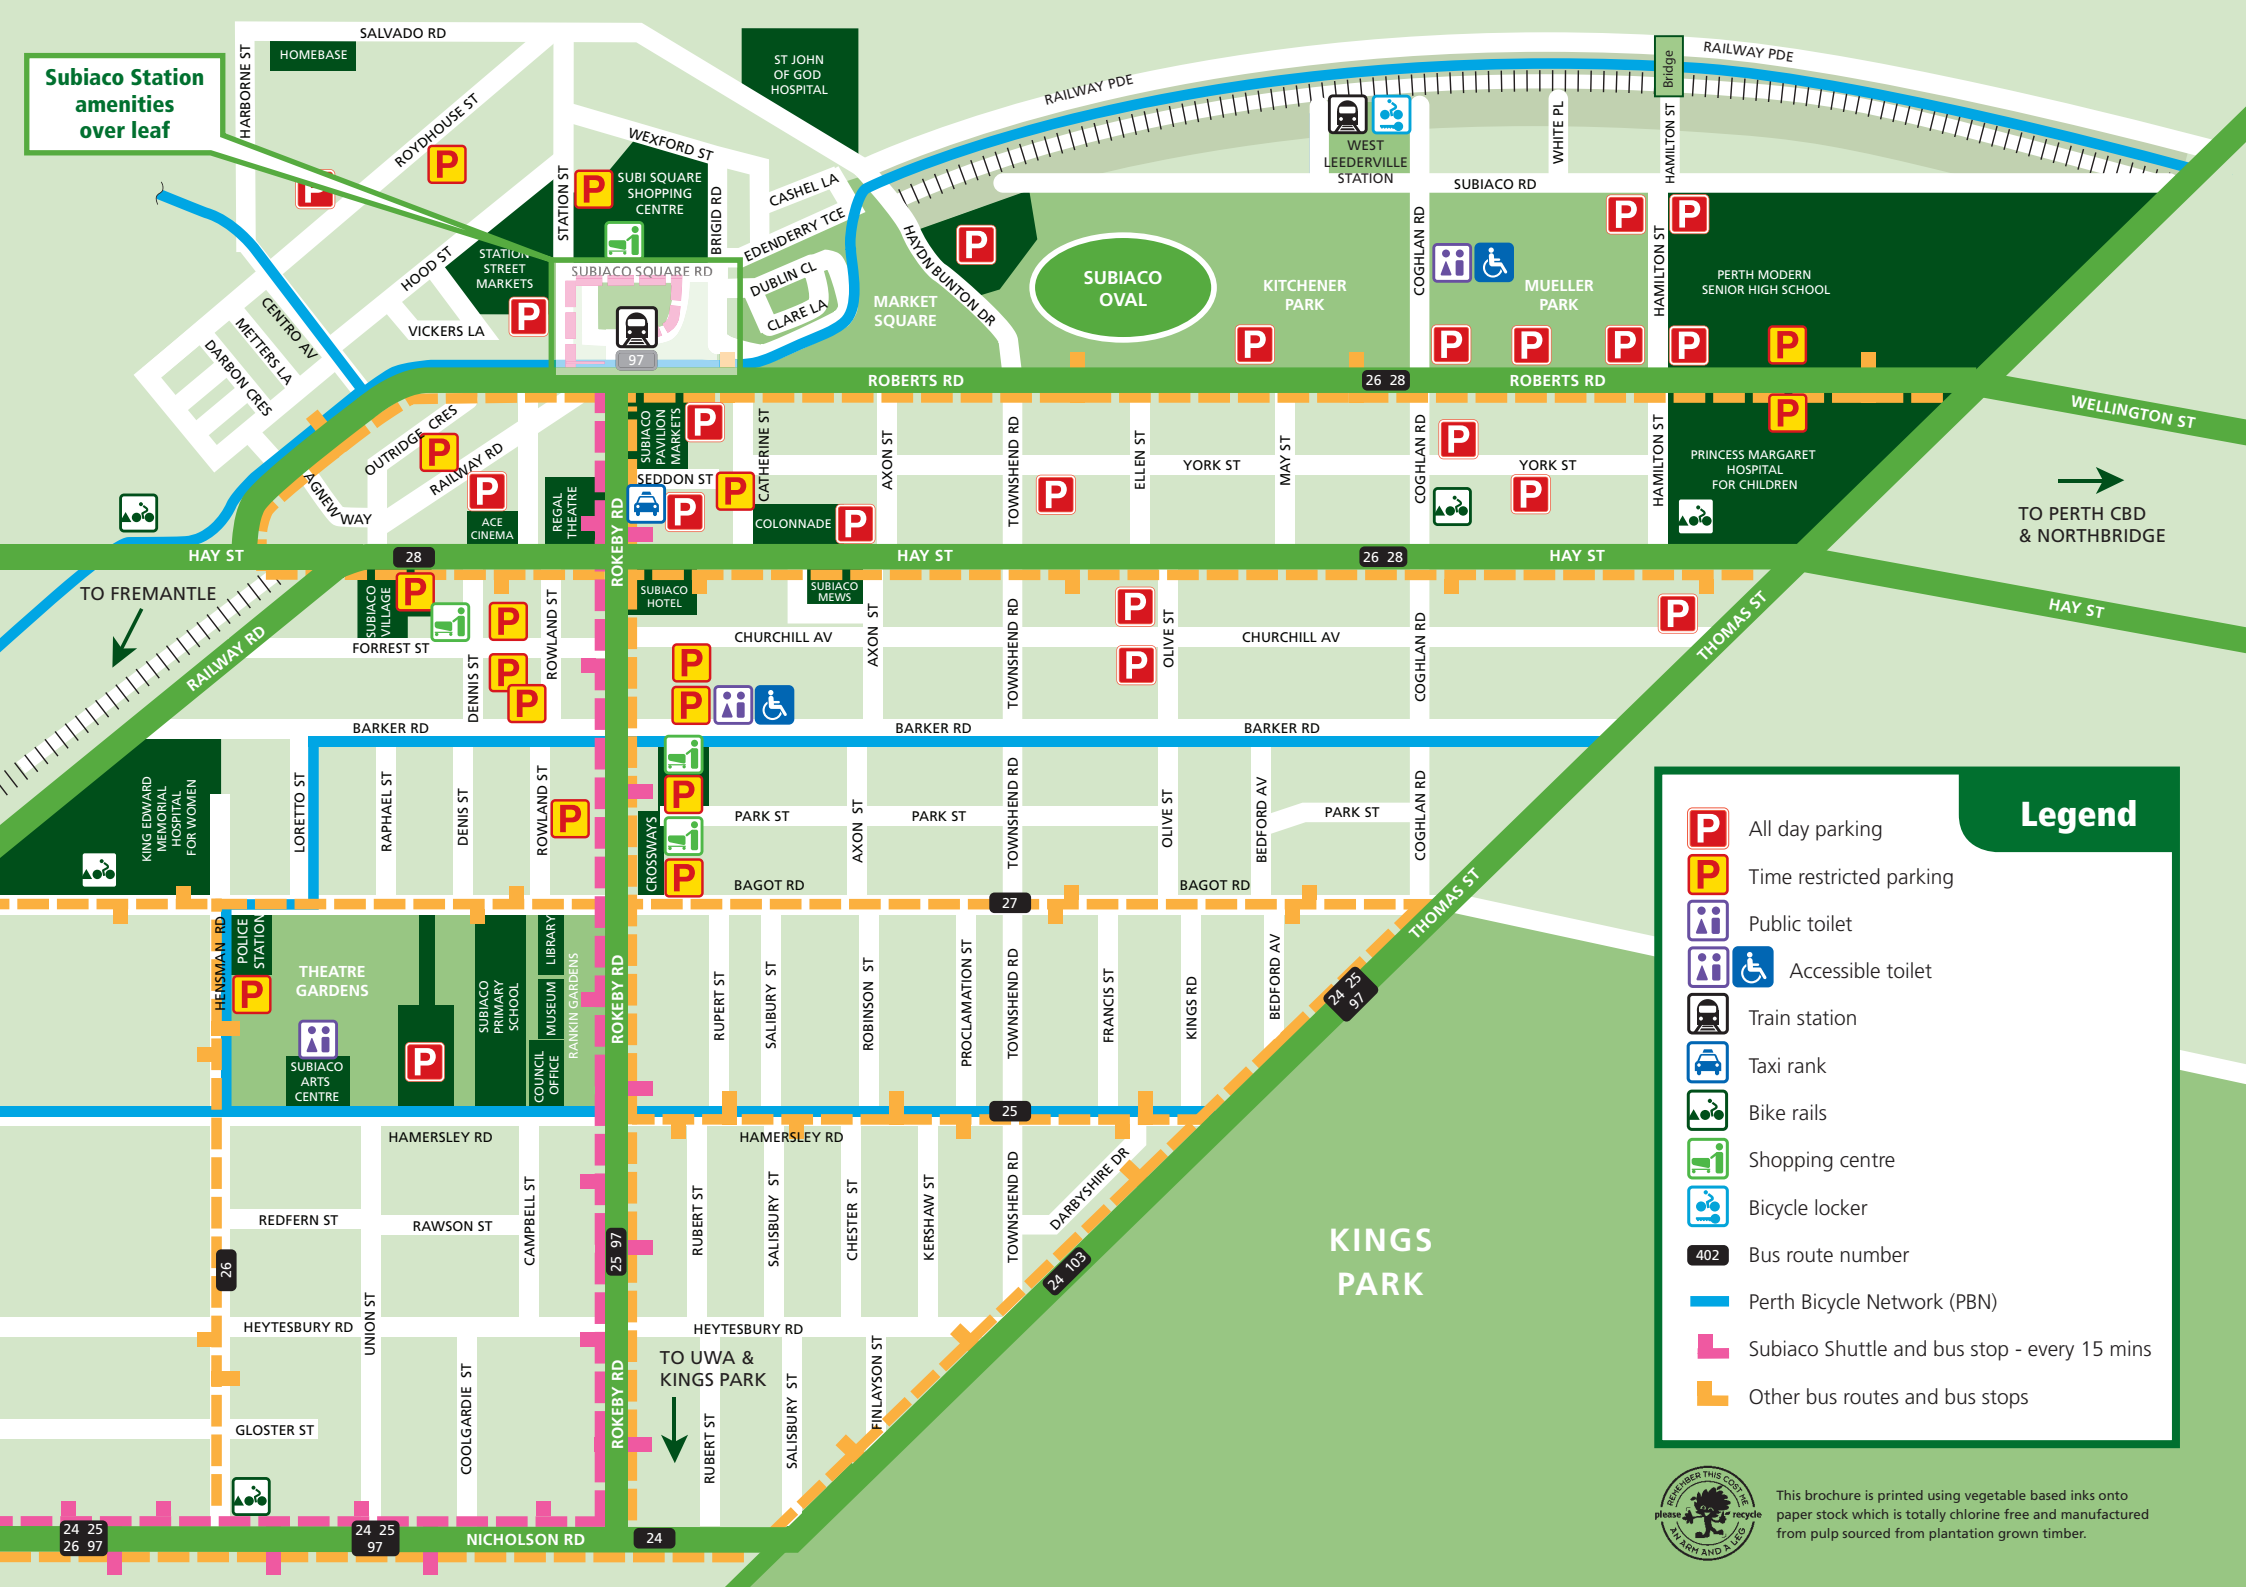 Subiaco Station
amenities
over leaf
SALVADO RD
HOMEBASE
HARBORNE ST
ROYDHOUSE ST
P
P
ST JOHN
OF GOD
HOSPITAL
WEXFORD ST
STATION ST
P
SUBI SQUARE
SHOPPING
CENTRE
BRIGID RD
CASHEL LA
EDENDERRY TCE
DUBLIN CL
CLARE LA
SUBIACO SQUARE RD
97
STATION
STREET
MARKETS
HOOD ST
VICKERS LA
P
CENTRO AV
METTERS LA
DARBON CRES
RAILWAY PDE
RAILWAY PDE
Bridge
WEST
LEEDERVILLE
STATION
WHITE PL
HAMILTON ST
SUBIACO RD
HAYDN BUNTON DR
P
MARKET
SQUARE
SUBIACO
OVAL
KITCHENER
PARK
P
COGHLAN RD
MUELLER
PARK
P
P
P
P
HAMILTON ST
P
P
P
PERTH MODERN
SENIOR HIGH SCHOOL
ROBERTS RD
26 28
ROBERTS RD
WELLINGTON ST
OUTRIDGE CRES
P
RAILWAY RD
AGNEW WAY
P
ACE
CINEMA
REGAL
THEATRE
ROKEBY RD
SUBIACO
PAVILION
MARKETS
P
SEDDON ST
P
P
CATHERINE ST
COLONNADE
P
AXON ST
TOWNSHEND RD
P
ELLEN ST
YORK ST
MAY ST
COGHLAN RD
P
YORK ST
P
HAMILTON ST
P
PRINCESS MARGARET
HOSPITAL
FOR CHILDREN
TO PERTH CBD
& NORTHBRIDGE
HAY ST
28
HAY ST
26 28
HAY ST
HAY ST
TO FREMANTLE
RAILWAY RD
SUBIACO
VILLAGE
P
P
FORREST ST
DENNIS ST
P
P
ROWLAND ST
SUBIACO
HOTEL
SUBIACO
MEWS
CHURCHILL AV
AXON ST
TOWNSHEND RD
P
P
OLIVE ST
CHURCHILL AV
COGHLAN RD
P
THOMAS ST
P
P
BARKER RD
BARKER RD
BARKER RD
KING EDWARD
MEMORIAL
HOSPITAL
FOR WOMEN
LORETTO ST
RAPHAEL ST
DENIS ST
ROWLAND ST
P
P
CROSSWAYS
P
PARK ST
AXON ST
PARK ST
TOWNSHEND RD
OLIVE ST
BEDFORD AV
PARK ST
COGHLAN RD
BAGOT RD
BAGOT RD
27
THOMAS ST
HENSMAN RD
POLICE
STATION
P
THEATRE
GARDENS
SUBIACO
ARTS
CENTRE
P
SUBIACO
PRIMARY
SCHOOL
LIBRARY
MUSEUM
COUNCIL
OFFICE
RANKIN GARDENS
ROKEBY RD
RUPERT ST
SALIBURY ST
ROBINSON ST
PROCLAMATION ST
TOWNSHEND RD
FRANCIS ST
KINGS RD
BEDFORD AV
24 25
97
25
HAMERSLEY RD
HAMERSLEY RD
REDFERN ST
RAWSON ST
CAMPBELL ST
26
25 97
RUBERT ST
SALISBURY ST
CHESTER ST
KERSHAW ST
TOWNSHEND RD
DARBYSHIRE DR
24 103
KINGS
PARK
HEYTESBURY RD
UNION ST
HEYTESBURY RD
TO UWA &
KINGS PARK
COOLGARDIE ST
ROKEBY RD
RUBERT ST
SALISBURY ST
FINLAYSON ST
GLOSTER ST
24 25
26 97
24 25
97
NICHOLSON RD
24
Legend
P All day parking
P Time restricted parking
Public toilet
Accessible toilet
Train station
Taxi rank
Bike rails
Shopping centre
Bicycle locker
402 Bus route number
Perth Bicycle Network (PBN)
Subiaco Shuttle and bus stop - every 15 mins
Other bus routes and bus stops
REMEMBER THIS COST ME
please recycle
AN ARM AND A LEG
This brochure is printed using vegetable based inks onto
paper stock which is totally chlorine free and manufactured
from pulp sourced from plantation grown timber.